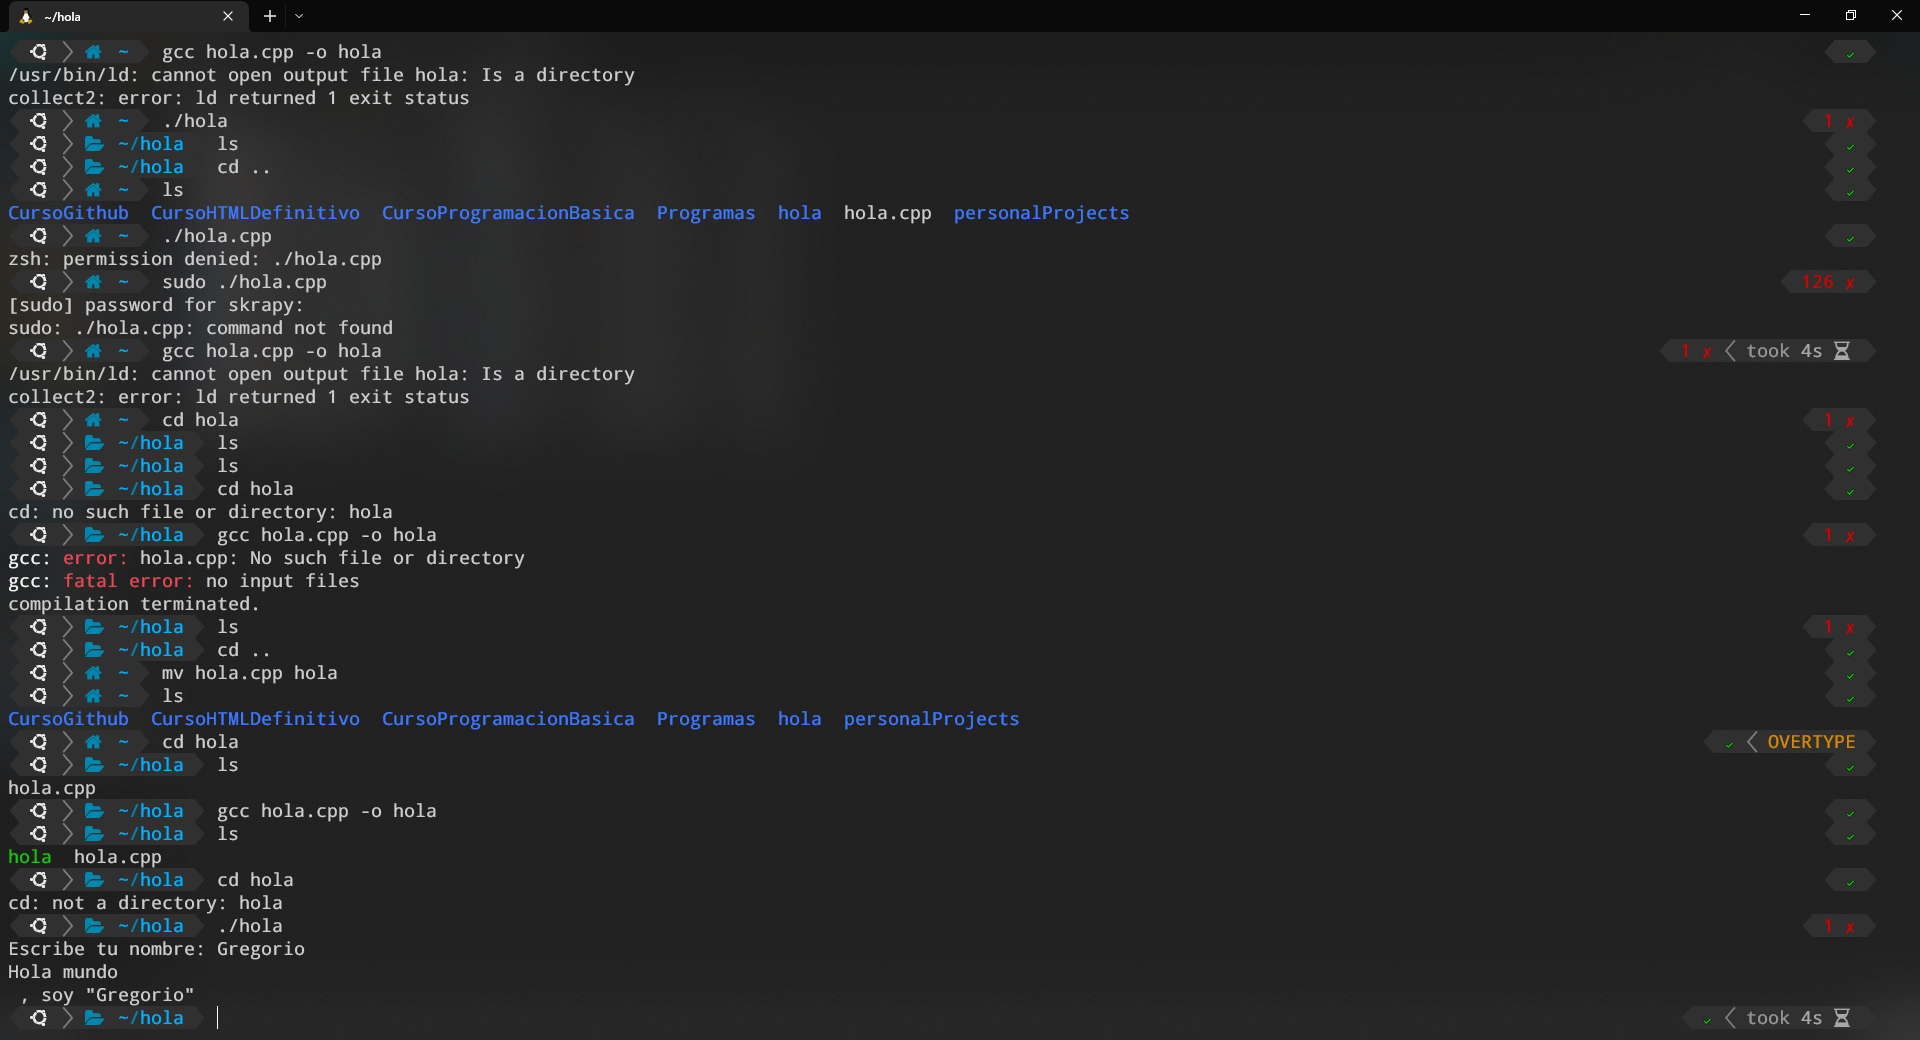 ~/hola
~ gcc hola.cpp -o hola
/usr/bin/ld: cannot open output file hola: Is a directory
collect2: error: ld returned 1 exit status
~ ./hola 1 x
~/hola ls
~/hola cd ..
~ ls
CursoGithub CursoHTMLDefinitivo CursoProgramacionBasica Programas hola hola.cpp personalProjects
~ ./hola.cpp
zsh: permission denied: ./hola.cpp
~ sudo ./hola.cpp 126 x
[sudo] password for skrapy:
sudo: ./hola.cpp: command not found
~ gcc hola.cpp -o hola 1 x took 4s
/usr/bin/ld: cannot open output file hola: Is a directory
collect2: error: ld returned 1 exit status
~ cd hola 1 x
~/hola ls
~/hola ls
~/hola cd hola
cd: no such file or directory: hola
~/hola gcc hola.cpp -o hola 1 x
gcc: error: hola.cpp: No such file or directory
gcc: fatal error: no input files
compilation terminated.
~/hola ls 1 x
~/hola cd ..
~ mv hola.cpp hola
~ ls
CursoGithub CursoHTMLDefinitivo CursoProgramacionBasica Programas hola personalProjects
~ cd hola OVERTYPE
~/hola ls
hola.cpp
~/hola gcc hola.cpp -o hola
~/hola ls
hola hola.cpp
~/hola cd hola
cd: not a directory: hola
~/hola ./hola 1 x
Escribe tu nombre: Gregorio
Hola mundo
, soy "Gregorio"
~/hola took 4s